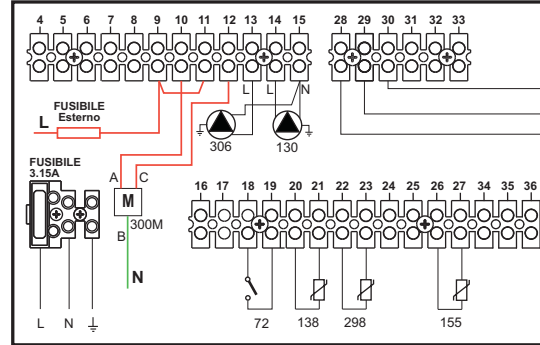 4 5 6 7 8 9 10 11 12 13 14 15 28 29 30 31 32 33
L L N
L
FUSIBILE
Esterno
306 130
FUSIBILE
3.15A
A C
M
300M
B
N
16 17 18 19 20 21 22 23 24 25 26 27 34 35 36
L N
72 138 298 155